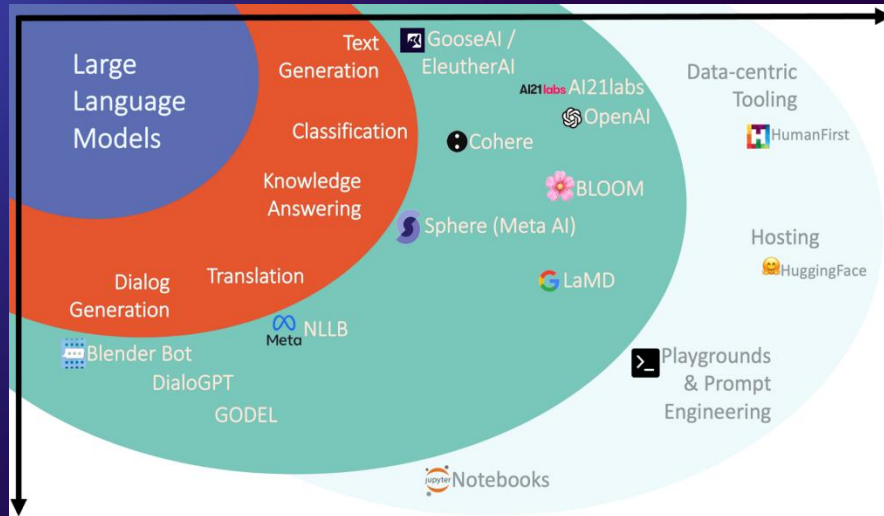 Large
Language
Models
Text
Generation
Classification
Knowledge
Answering
Translation
Dialog
Generation
GooseAI /
EleutherAI
AI21labs AI21labs
OpenAI
Cohere
BLOOM
Sphere (Meta AI)
LaMD
Meta NLLB
Blender Bot
DialoGPT
GODEL
Data-centric
Tooling
H HumanFirst
Hosting
HuggingFace
Playgrounds
& Prompt
Engineering
jupyter Notebooks